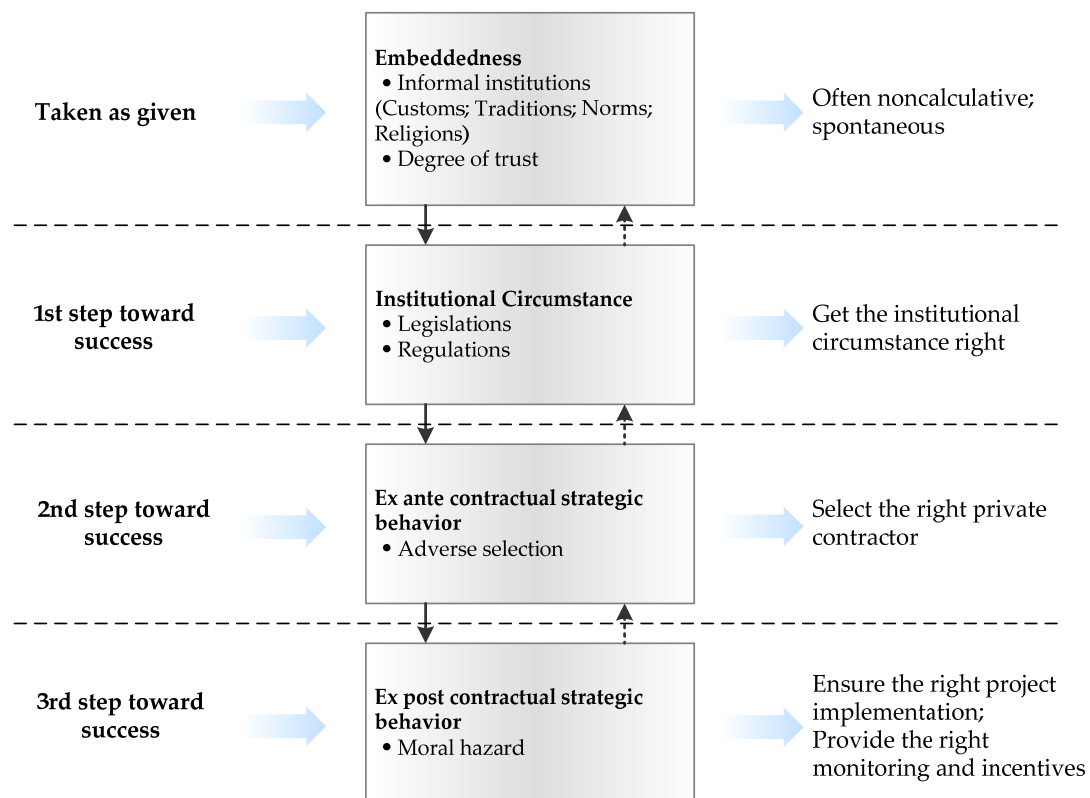 Taken as given
Embeddedness
• Informal institutions
(Customs; Traditions; Norms;
Religions)
• Degree of trust
Often noncalculative;
spontaneous
1st step toward
success
Institutional Circumstance
• Legislations
• Regulations
Get the institutional
circumstance right
2nd step toward
success
Ex ante contractual strategic
behavior
• Adverse selection
Select the right private
contractor
3rd step toward
success
Ex post contractual strategic
behavior
• Moral hazard
Ensure the right project
implementation;
Provide the right
monitoring and incentives